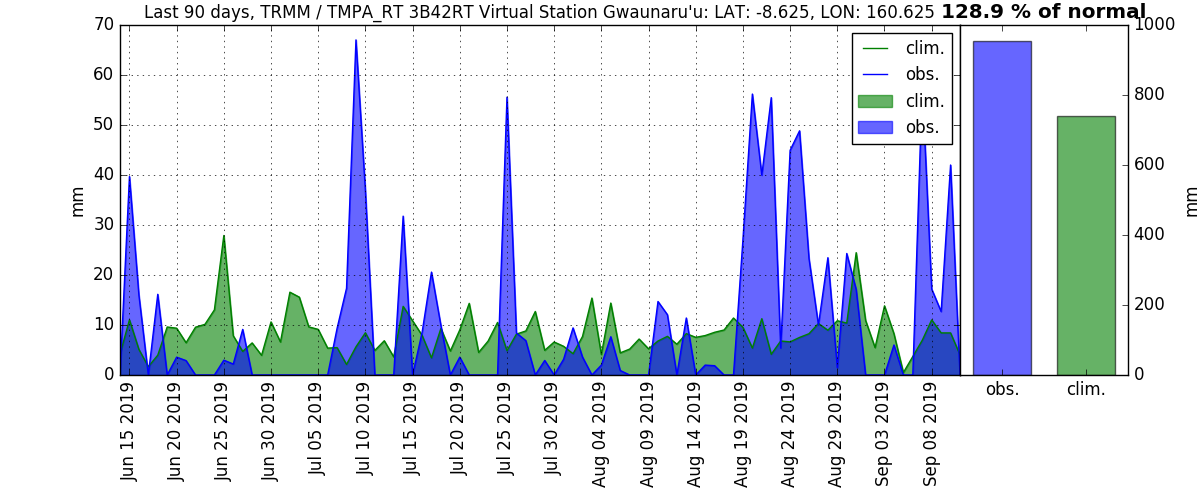 Last 90 days, TRMM / TMPA_RT 3B42RT Virtual Station Gwaunaru'u: LAT: -8.625, LON: 160.625 128.9 % of normal
70
60
50
40
30
20
10
0
mm
clim.
obs.
clim.
obs.
Jun 15 2019
Jun 20 2019
Jun 25 2019
Jun 30 2019
Jul 05 2019
Jul 10 2019
Jul 15 2019
Jul 20 2019
Jul 25 2019
Jul 30 2019
Aug 04 2019
Aug 09 2019
Aug 14 2019
Aug 19 2019
Aug 24 2019
Aug 29 2019
Sep 03 2019
Sep 08 2019
1000
800
600
400
200
0
mm
obs.
clim.